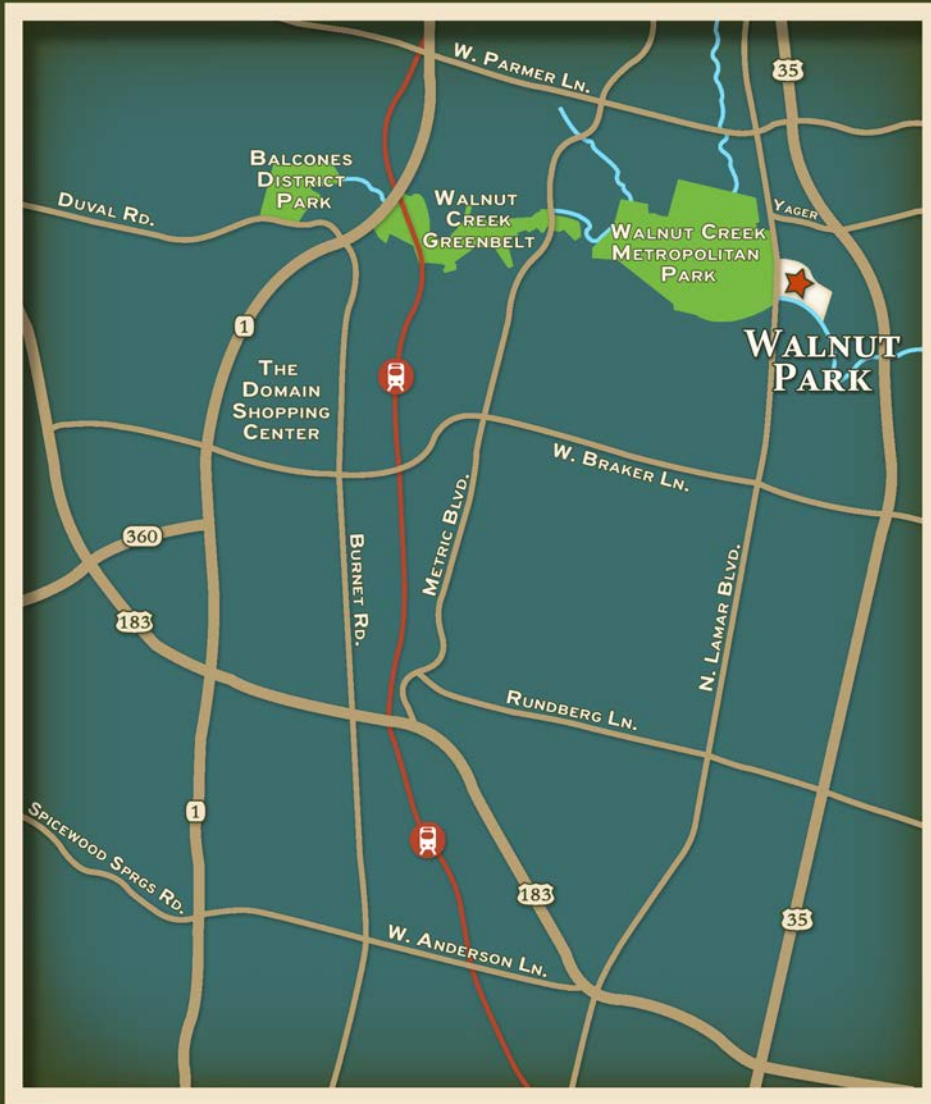 W. Parmer Ln.
35
Balcones
District
Park
Duval Rd.
Walnut
Creek
Greenbelt
Yager
Walnut Creek
Metropolitan
Park
Walnut
Park
1
The
Domain
Shopping
Center
W. Braker Ln.
Metric Blvd.
360
Burnet Rd.
N. Lamar Blvd.
183
Rundberg Ln.
1
Spicewood Sprgs Rd.
183
35
W. Anderson Ln.